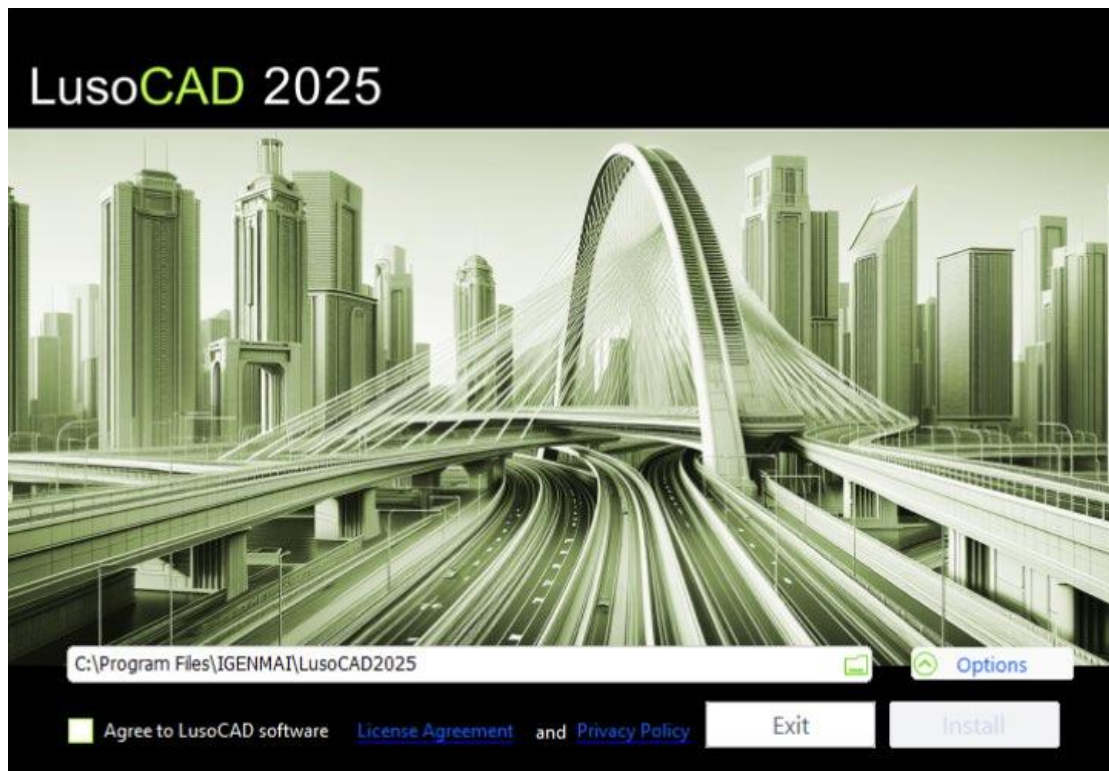 LusoCAD 2025
C:\Program Files\IGENMAI\LusoCAD2025
Options
Agree to LusoCAD software License Agreement and Privacy Policy
Exit
Install